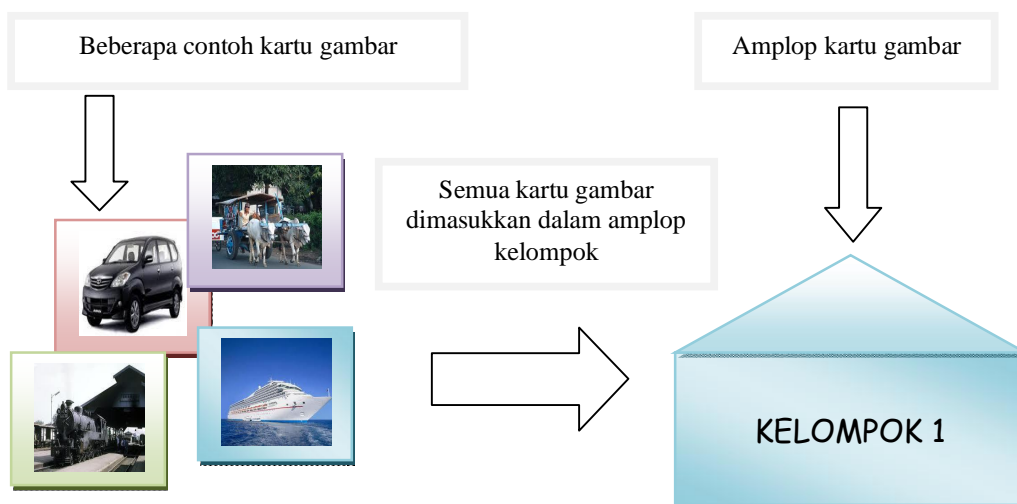 Beberapa contoh kartu gambar
Amplop kartu gambar
Semua kartu gambar
dimasukkan dalam amplop
kelompok
KELOMPOK 1